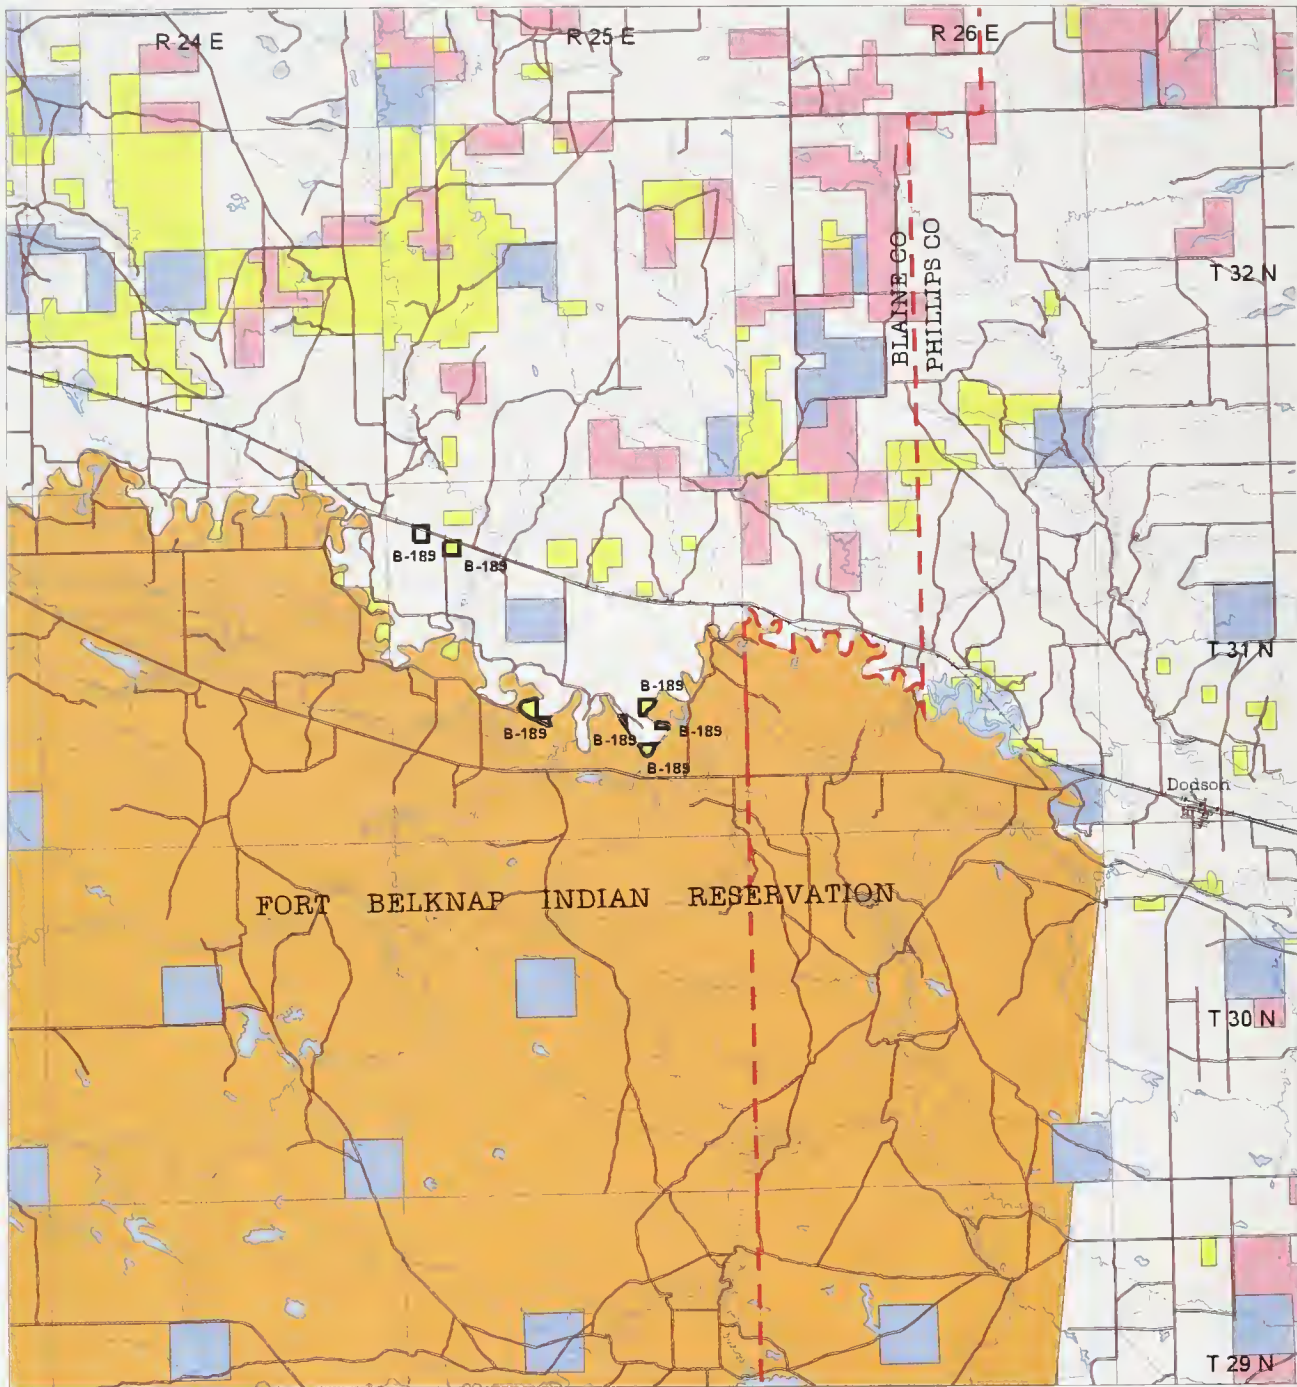 R 24 E
R 25 E
R 26 E
T 32 N
BLAINE CO
PHILLIPS CO
B-189
B-189
T 31 N
B-189
B-189
B-189
B-189
B-189
Dodson
FORT BELKNAP INDIAN RESERVATION
T 30 N
T 29 N